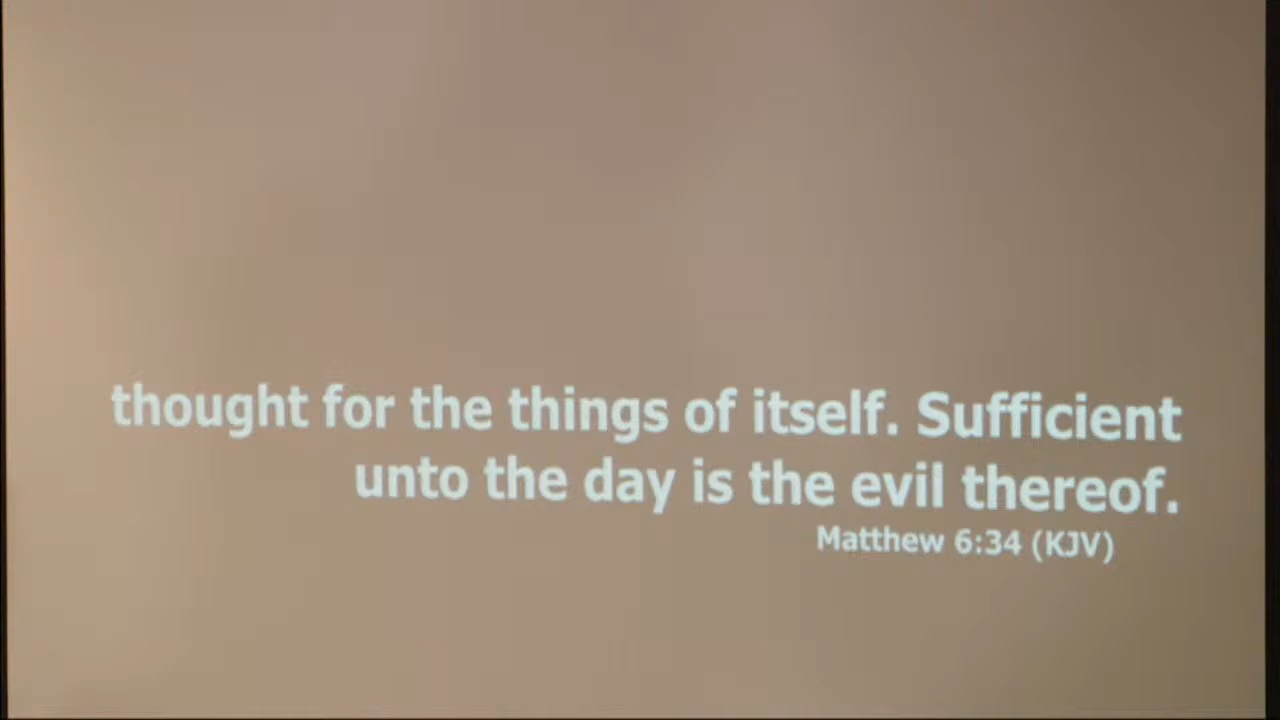 thought for the things of itself. Sufficient
unto the day is the evil thereof.
Matthew 6:34 (KJV)